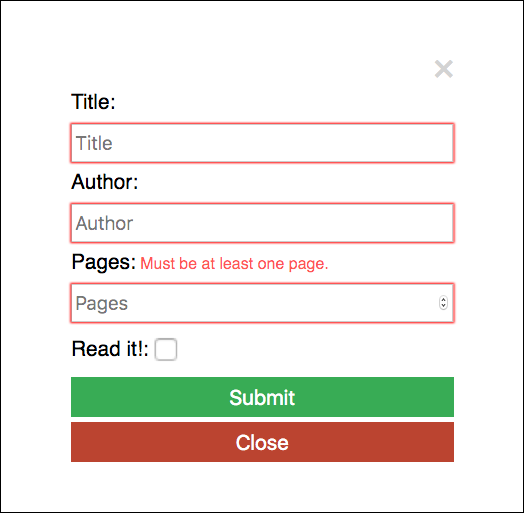 ×
Title:
Title
Author:
Author
Pages: Must be at least one page.
Pages
Read it!:
Submit
Close